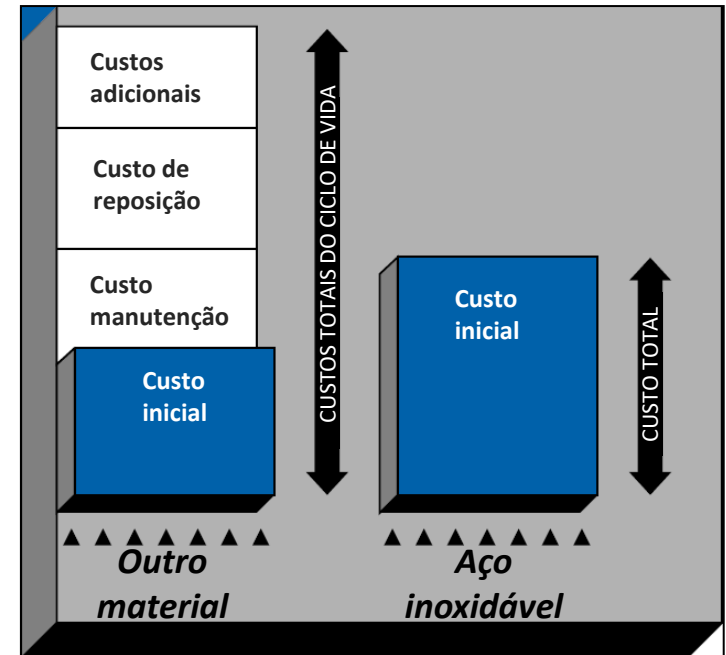 Custos
adicionais
Custo de
reposição
Custo
manutenção
Custo
inicial
CUSTOS TOTAIS DO CICLO DE VIDA
Custo
inicial
CUSTO TOTAL
Outro
material
Aço
inoxidável